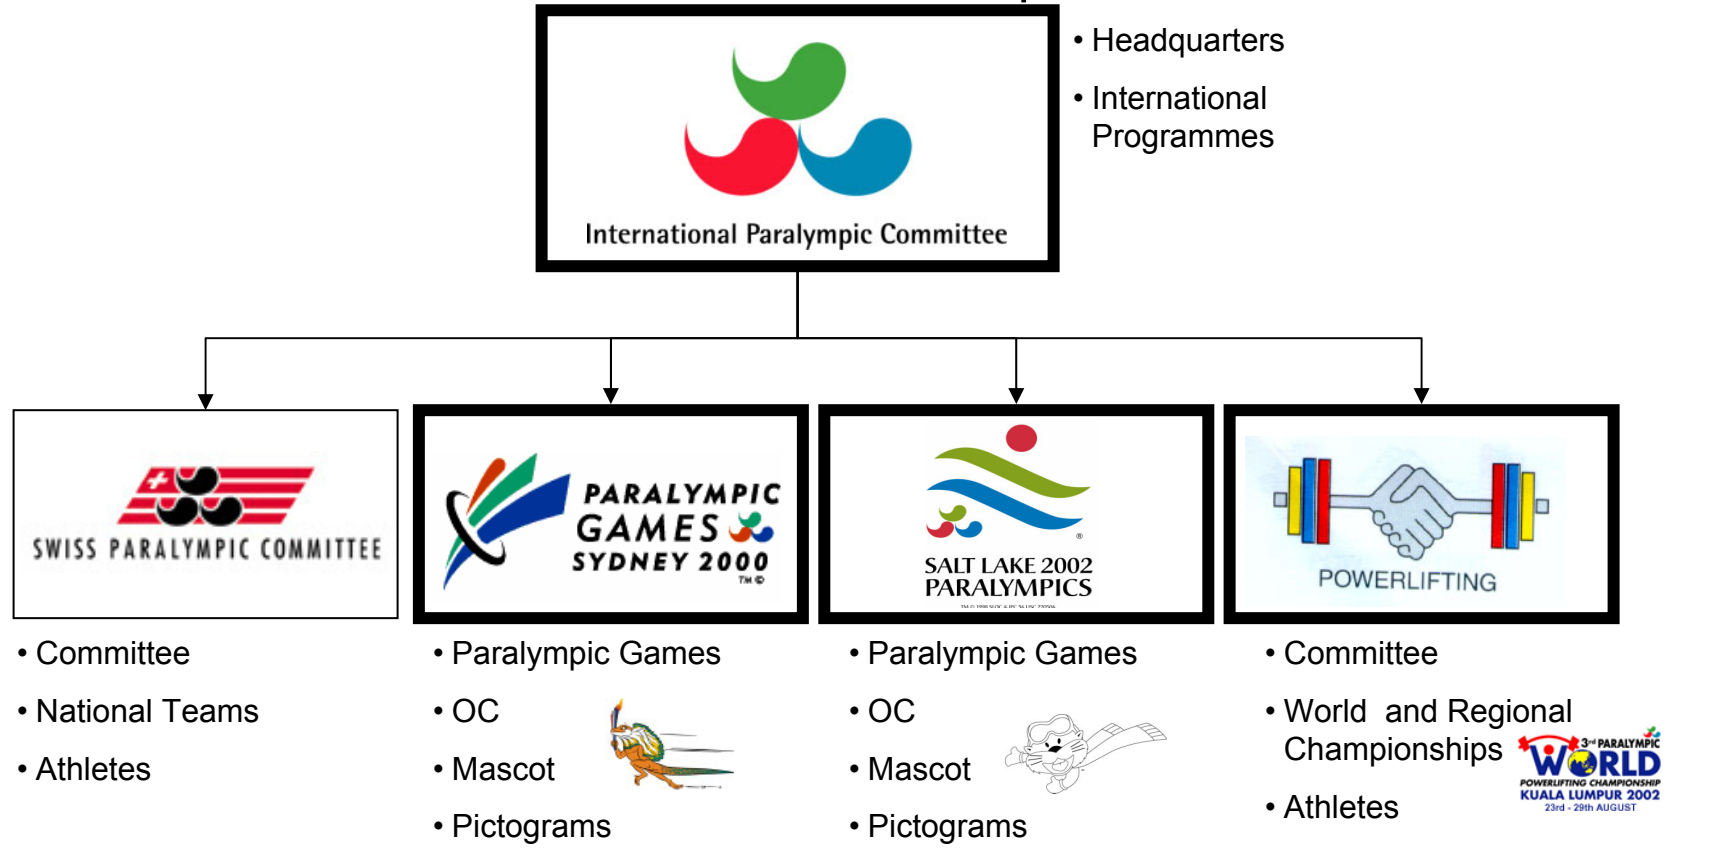 • Headquarters
• International
Programmes
International Paralympic Committee
SWISS PARALYMPIC COMMITTEE
PARALYMPIC
GAMES
SYDNEY 2000
TM ©
®
SALT LAKE 2002
PARALYMPICS
POWERLIFTING
• Committee
• National Teams
• Athletes
• Paralympic Games
• OC
• Mascot
• Pictograms
• Paralympic Games
• OC
• Mascot
• Pictograms
• Committee
• World and Regional
Championships
• Athletes
3rd PARALYMPIC
WORLD
POWERLIFTING CHAMPIONSHIP
KUALA LUMPUR 2002
23rd - 29th AUGUST